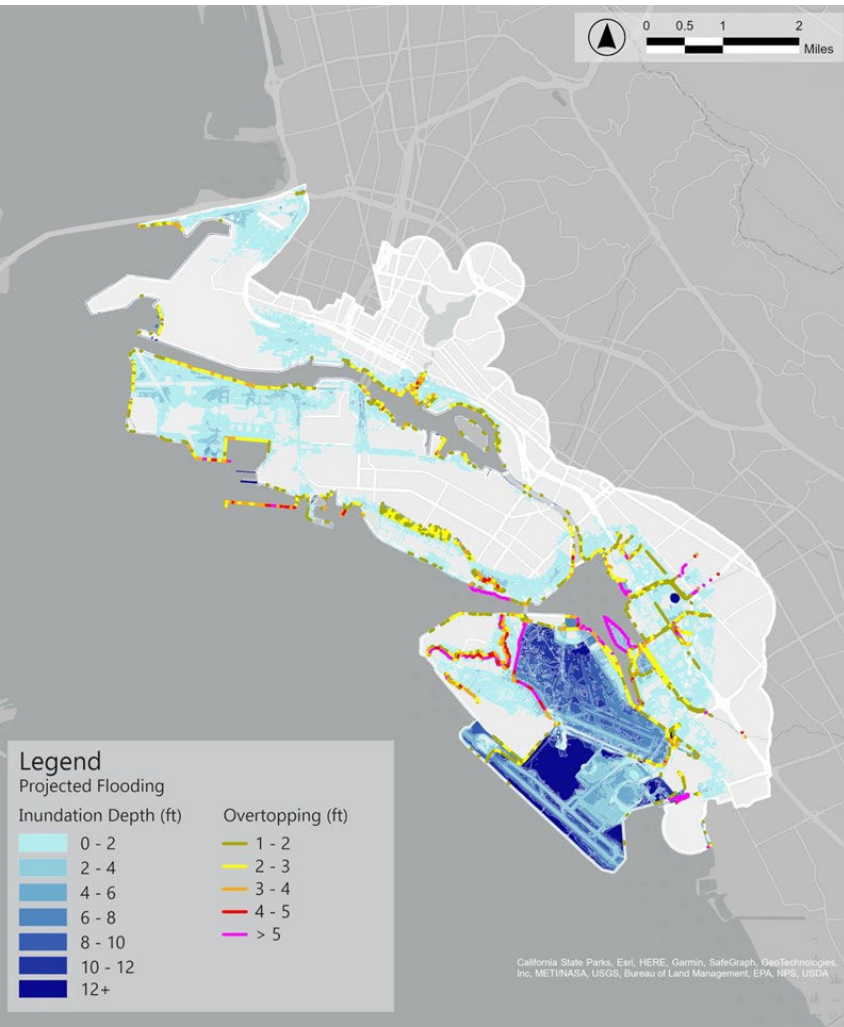 0 0.5 1 2
Miles
Legend
Projected Flooding
Inundation Depth (ft)
0 - 2
2 - 4
4 - 6
6 - 8
8 - 10
10 - 12
12+
Overtopping (ft)
1 - 2
2 - 3
3 - 4
4 - 5
> 5
California State Parks, Esri, HERE, Garmin, SafeGraph, GeoTechnologies,
Inc, METI/NASA, USGS, Bureau of Land Management, EPA, NPS, USDA